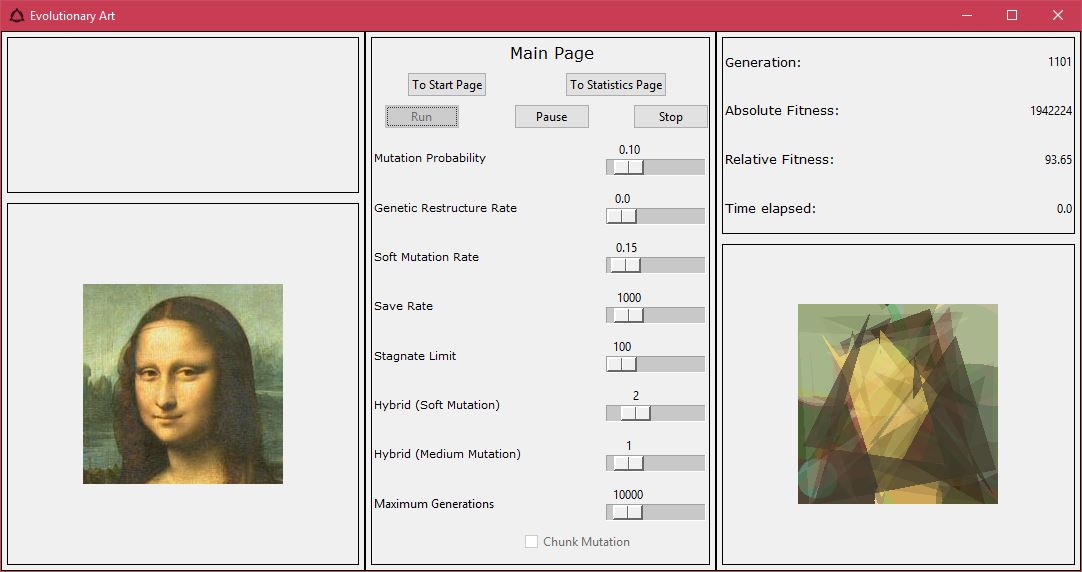 Evolutionary Art
Main Page
To Start Page To Statistics Page
Run Pause Stop
Mutation Probability 0.10
Genetic Restructure Rate 0.0
Soft Mutation Rate 0.15
Save Rate 1000
Stagnate Limit 100
Hybrid (Soft Mutation) 2
Hybrid (Medium Mutation) 1
Maximum Generations 10000
Chunk Mutation
Generation: 1101
Absolute Fitness: 1942224
Relative Fitness: 93.65
Time elapsed: 0.0